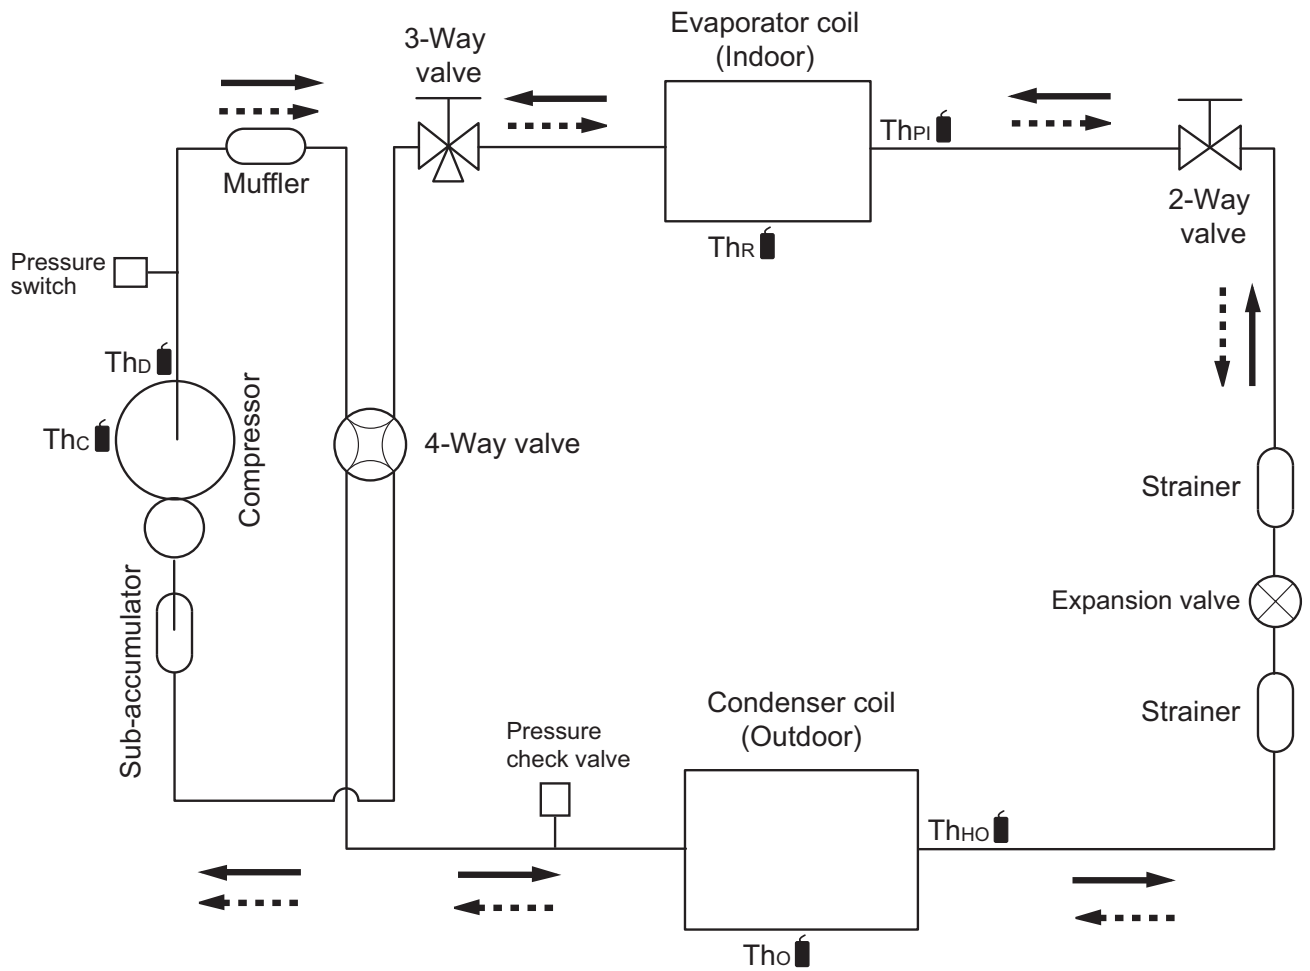 Evaporator coil
(Indoor)
3-Way
valve
ThPI
Muffler
2-Way
valve
ThR
Pressure
switch
ThD
ThC
Compressor
4-Way valve
Strainer
Expansion valve
Sub-accumulator
Strainer
Condenser coil
(Outdoor)
Pressure
check valve
ThHO
ThO